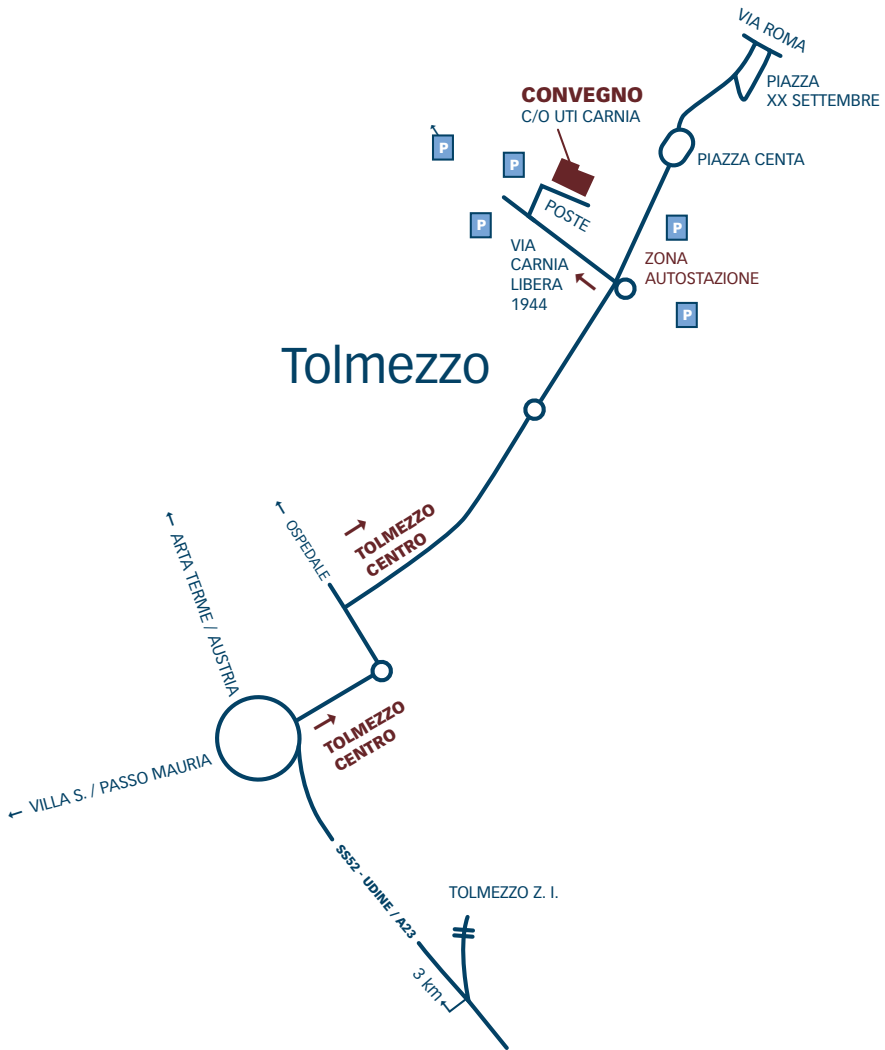 VIA ROMA
PIAZZA
XX SETTEMBRE
CONVEGNO
C/O UTI CARNIA
P
P
PIAZZA CENTA
P
POSTE
P
VIA
CARNIA
LIBERA
1944
ZONA
AUTOSTAZIONE
P
Tolmezzo
TOLMEZZO
CENTRO
OSPEDALE
ARTA TERME / AUSTRIA
TOLMEZZO
CENTRO
VILLA S. / PASSO MAURIA
SS52 - UDINE / A23
TOLMEZZO Z. I.
3 km